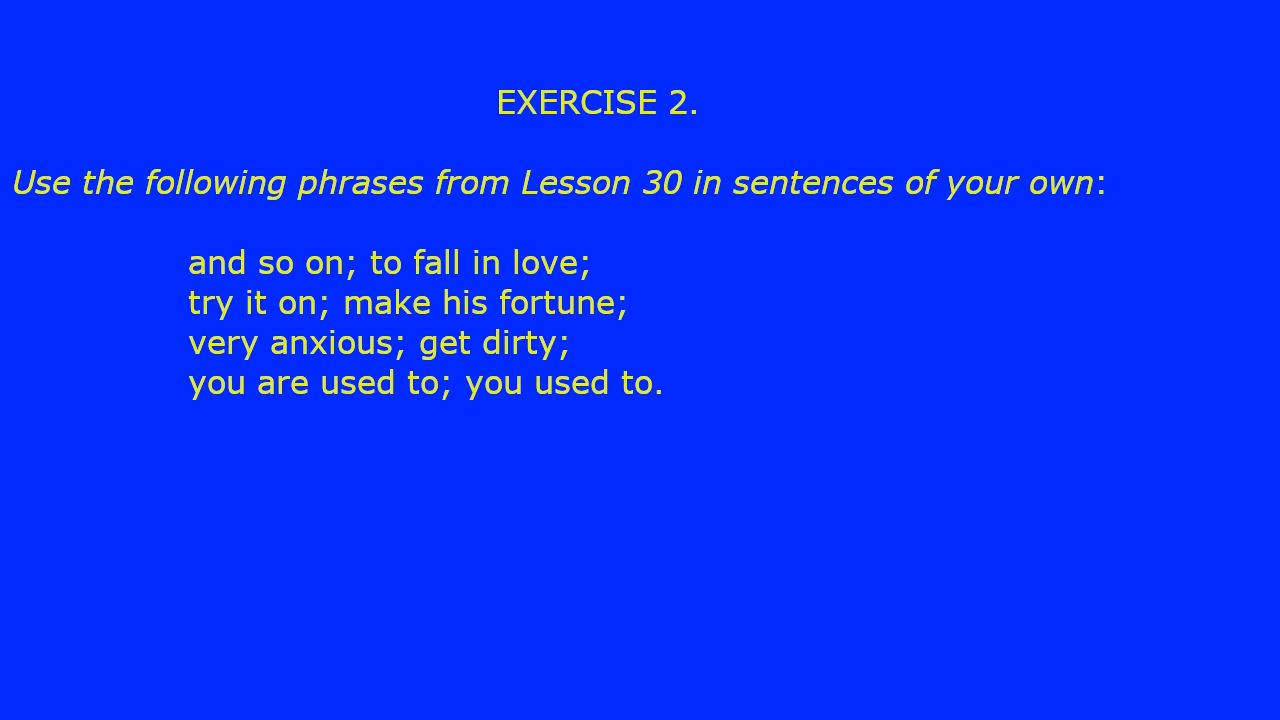 EXERCISE 2.
Use the following phrases from Lesson 30 in sentences of your own:
and so on; to fall in love;
try it on; make his fortune;
very anxious; get dirty;
you are used to; you used to.